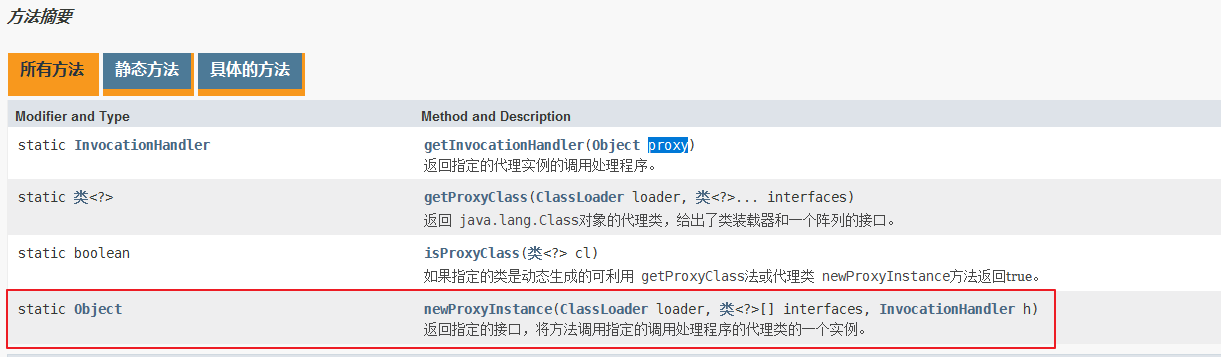 方法摘要
所有方法 静态方法 具体的方法
Modifier and Type Method and Description
static InvocationHandler getInvocationHandler(Object proxy)
返回指定的代理实例的调用处理程序。
static 类<?> getProxyClass(ClassLoader loader, 类<?>... interfaces)
返回 java.lang.Class对象的代理类，给出了类装载器和一个阵列的接口。
static boolean isProxyClass(类<?> cl)
如果指定的类是动态生成的可利用 getProxyClass法或代理类 newProxyInstance方法返回true。
static Object newProxyInstance(ClassLoader loader, 类<?>[] interfaces, InvocationHandler h)
返回指定的接口，将方法调用指定的调用处理程序的代理类的一个实例。